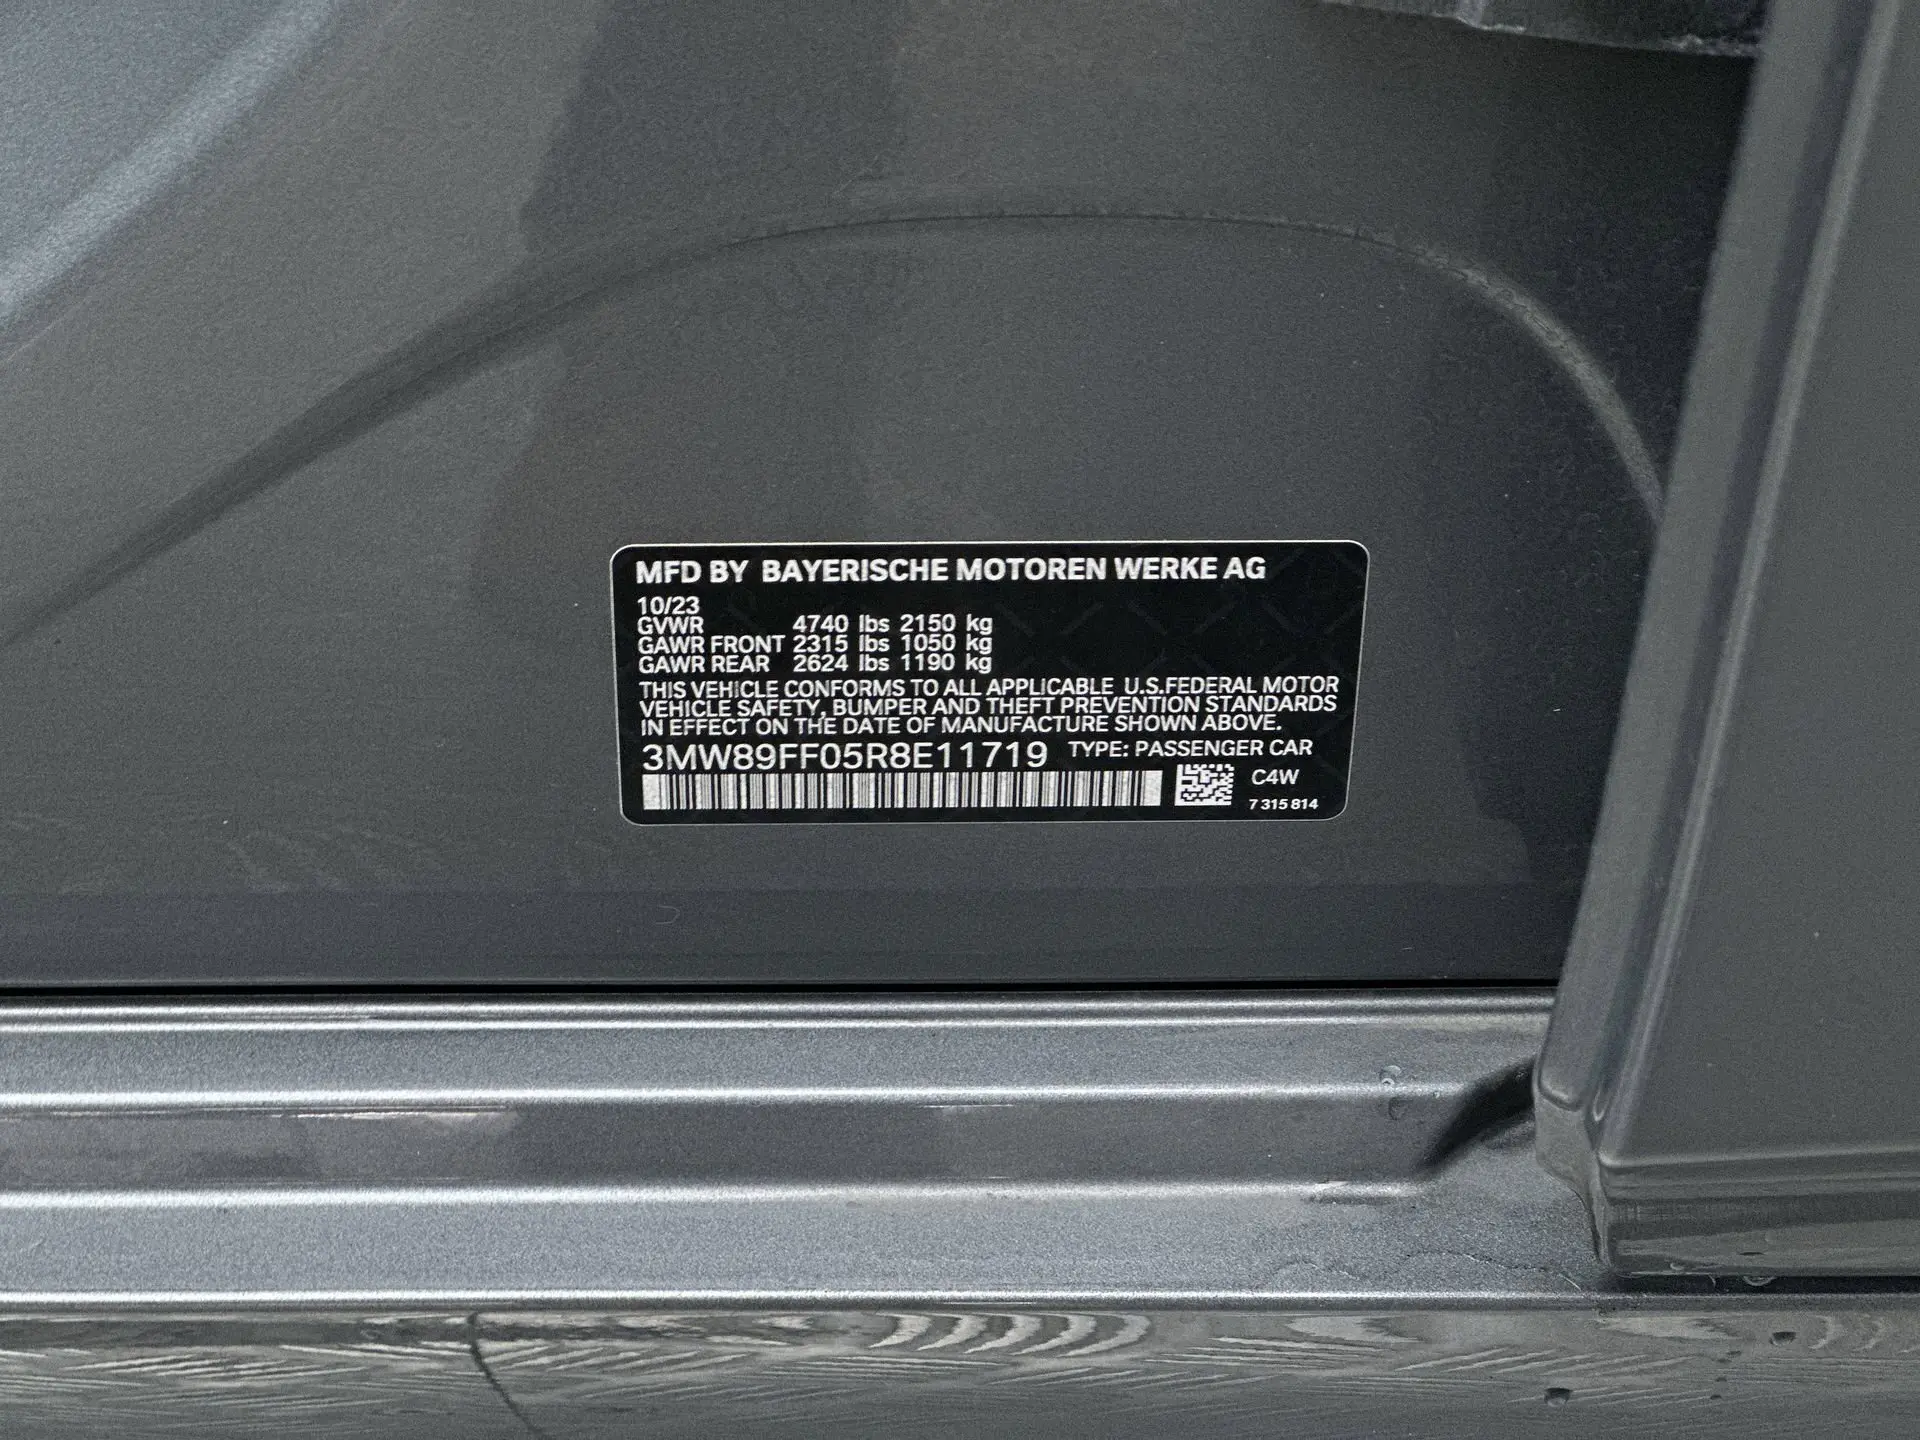 MFD BY BAYERISCHE MOTOREN WERKE AG
10/23
GVWR 4740 lbs 2150 kg
GAWR FRONT 2315 lbs 1050 kg
GAWR REAR 2624 lbs 1190 kg
THIS VEHICLE CONFORMS TO ALL APPLICABLE U.S.FEDERAL MOTOR
VEHICLE SAFETY, BUMPER AND THEFT PREVENTION STANDARDS
IN EFFECT ON THE DATE OF MANUFACTURE SHOWN ABOVE.
3MW89FF05R8E11719 TYPE: PASSENGER CAR
C4W
7 315 814